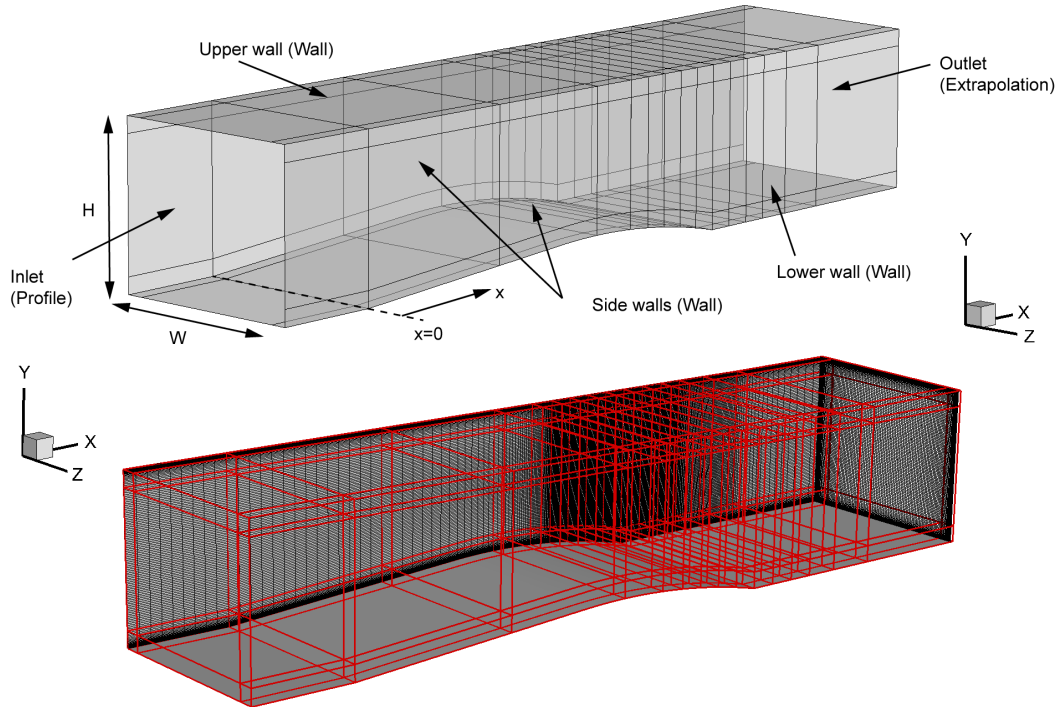 Upper wall (Wall)
Outlet
(Extrapolation)
H
Inlet
(Profile)
W
x
x=0
Side walls (Wall)
Lower wall (Wall)
Y
X
Z
Y
X
Z